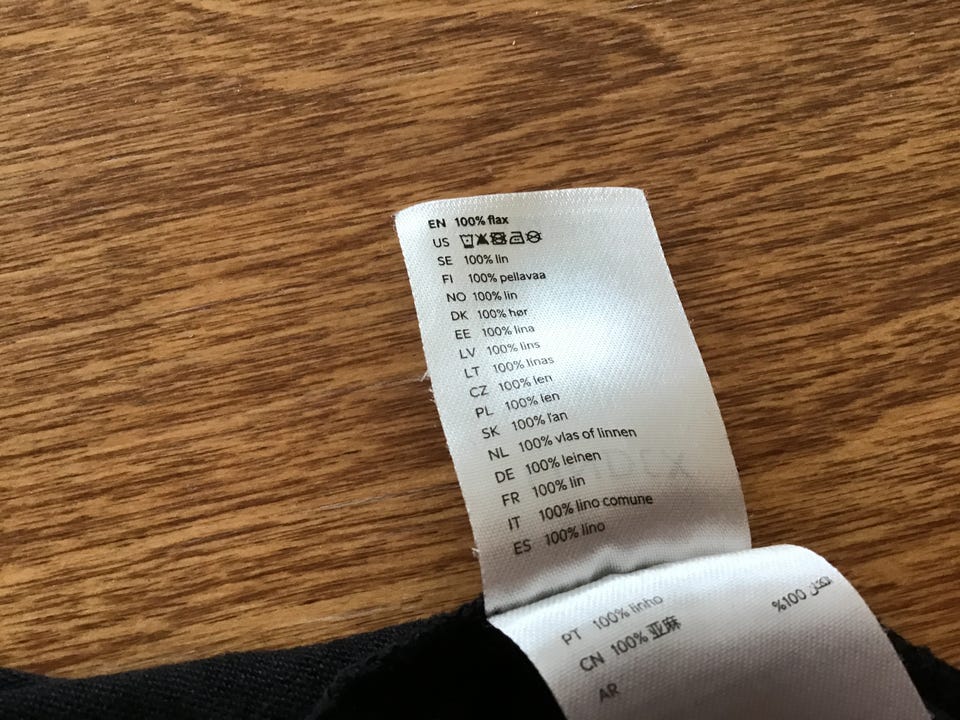 EN 100% flax
US
SE 100% lin
FI 100% pellavaa
NO 100% lin
DK 100% hør
EE 100% lina
LV 100% lins
LT 100% linas
CZ 100% len
PL 100% len
SK 100% ľan
NL 100% vlas of linnen
DE 100% leinen
FR 100% lin
IT 100% lino comune
ES 100% lino
PT 100% linho
CN 100% 亚麻
AR %100